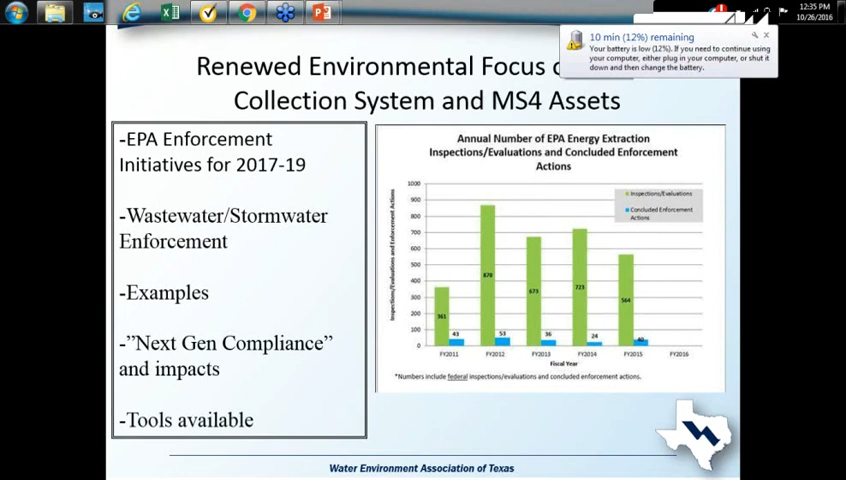 12:35 PM
10/26/2016
10 min (12%) remaining
Your battery is low (12%). If you need to continue using
your computer, either plug in your computer, or shut it
down and then change the battery.
Renewed Environmental Focus
Collection System and MS4 Assets
-EPA Enforcement
Initiatives for 2017-19
-Wastewater/Stormwater
Enforcement
-Examples
-”Next Gen Compliance”
and impacts
-Tools available
Annual Number of EPA Energy Extraction
Inspections/Evaluations and Concluded Enforcement
Actions
Inspections/Evaluations and Enforcement Actions
1000
900
800
700
600
500
400
300
200
100
0
Inspections/Evaluations
Concluded Enforcement
Actions
361
43
870
53
673
36
723
24
564
40
FY2011 FY2012 FY2013 FY2014 FY2015 FY2016
Fiscal Year
*Numbers include federal inspections/evaluations and concluded enforcement actions.
Water Environment Association of Texas